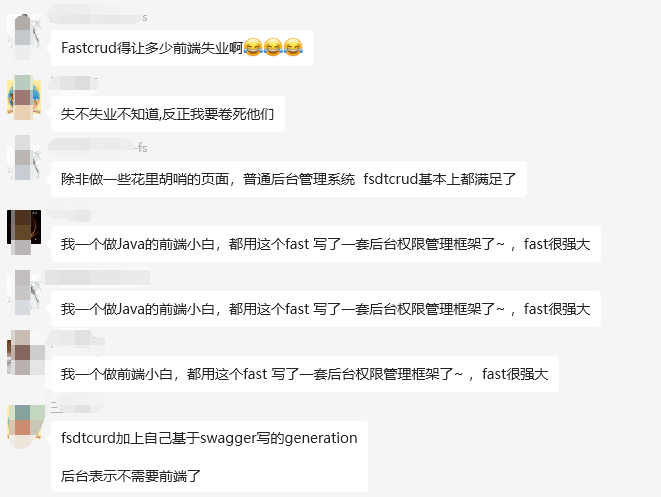 s
Fastcrud得让多少前端失业啊😂😂😂
失不失业不知道,反正我要卷死他们
-fs
除非做一些花里胡哨的页面，普通后台管理系统 fsdtcrud基本上都满足了
我一个做Java的前端小白，都用这个fast 写了一套后台权限管理框架了~ ，fast很强大
我一个做Java的前端小白，都用这个fast 写了一套后台权限管理框架了~ ，fast很强大
我一个做前端小白，都用这个fast 写了一套后台权限管理框架了~ ，fast很强大
fsdtcurd加上自己基于swagger写的generation
后台表示不需要前端了